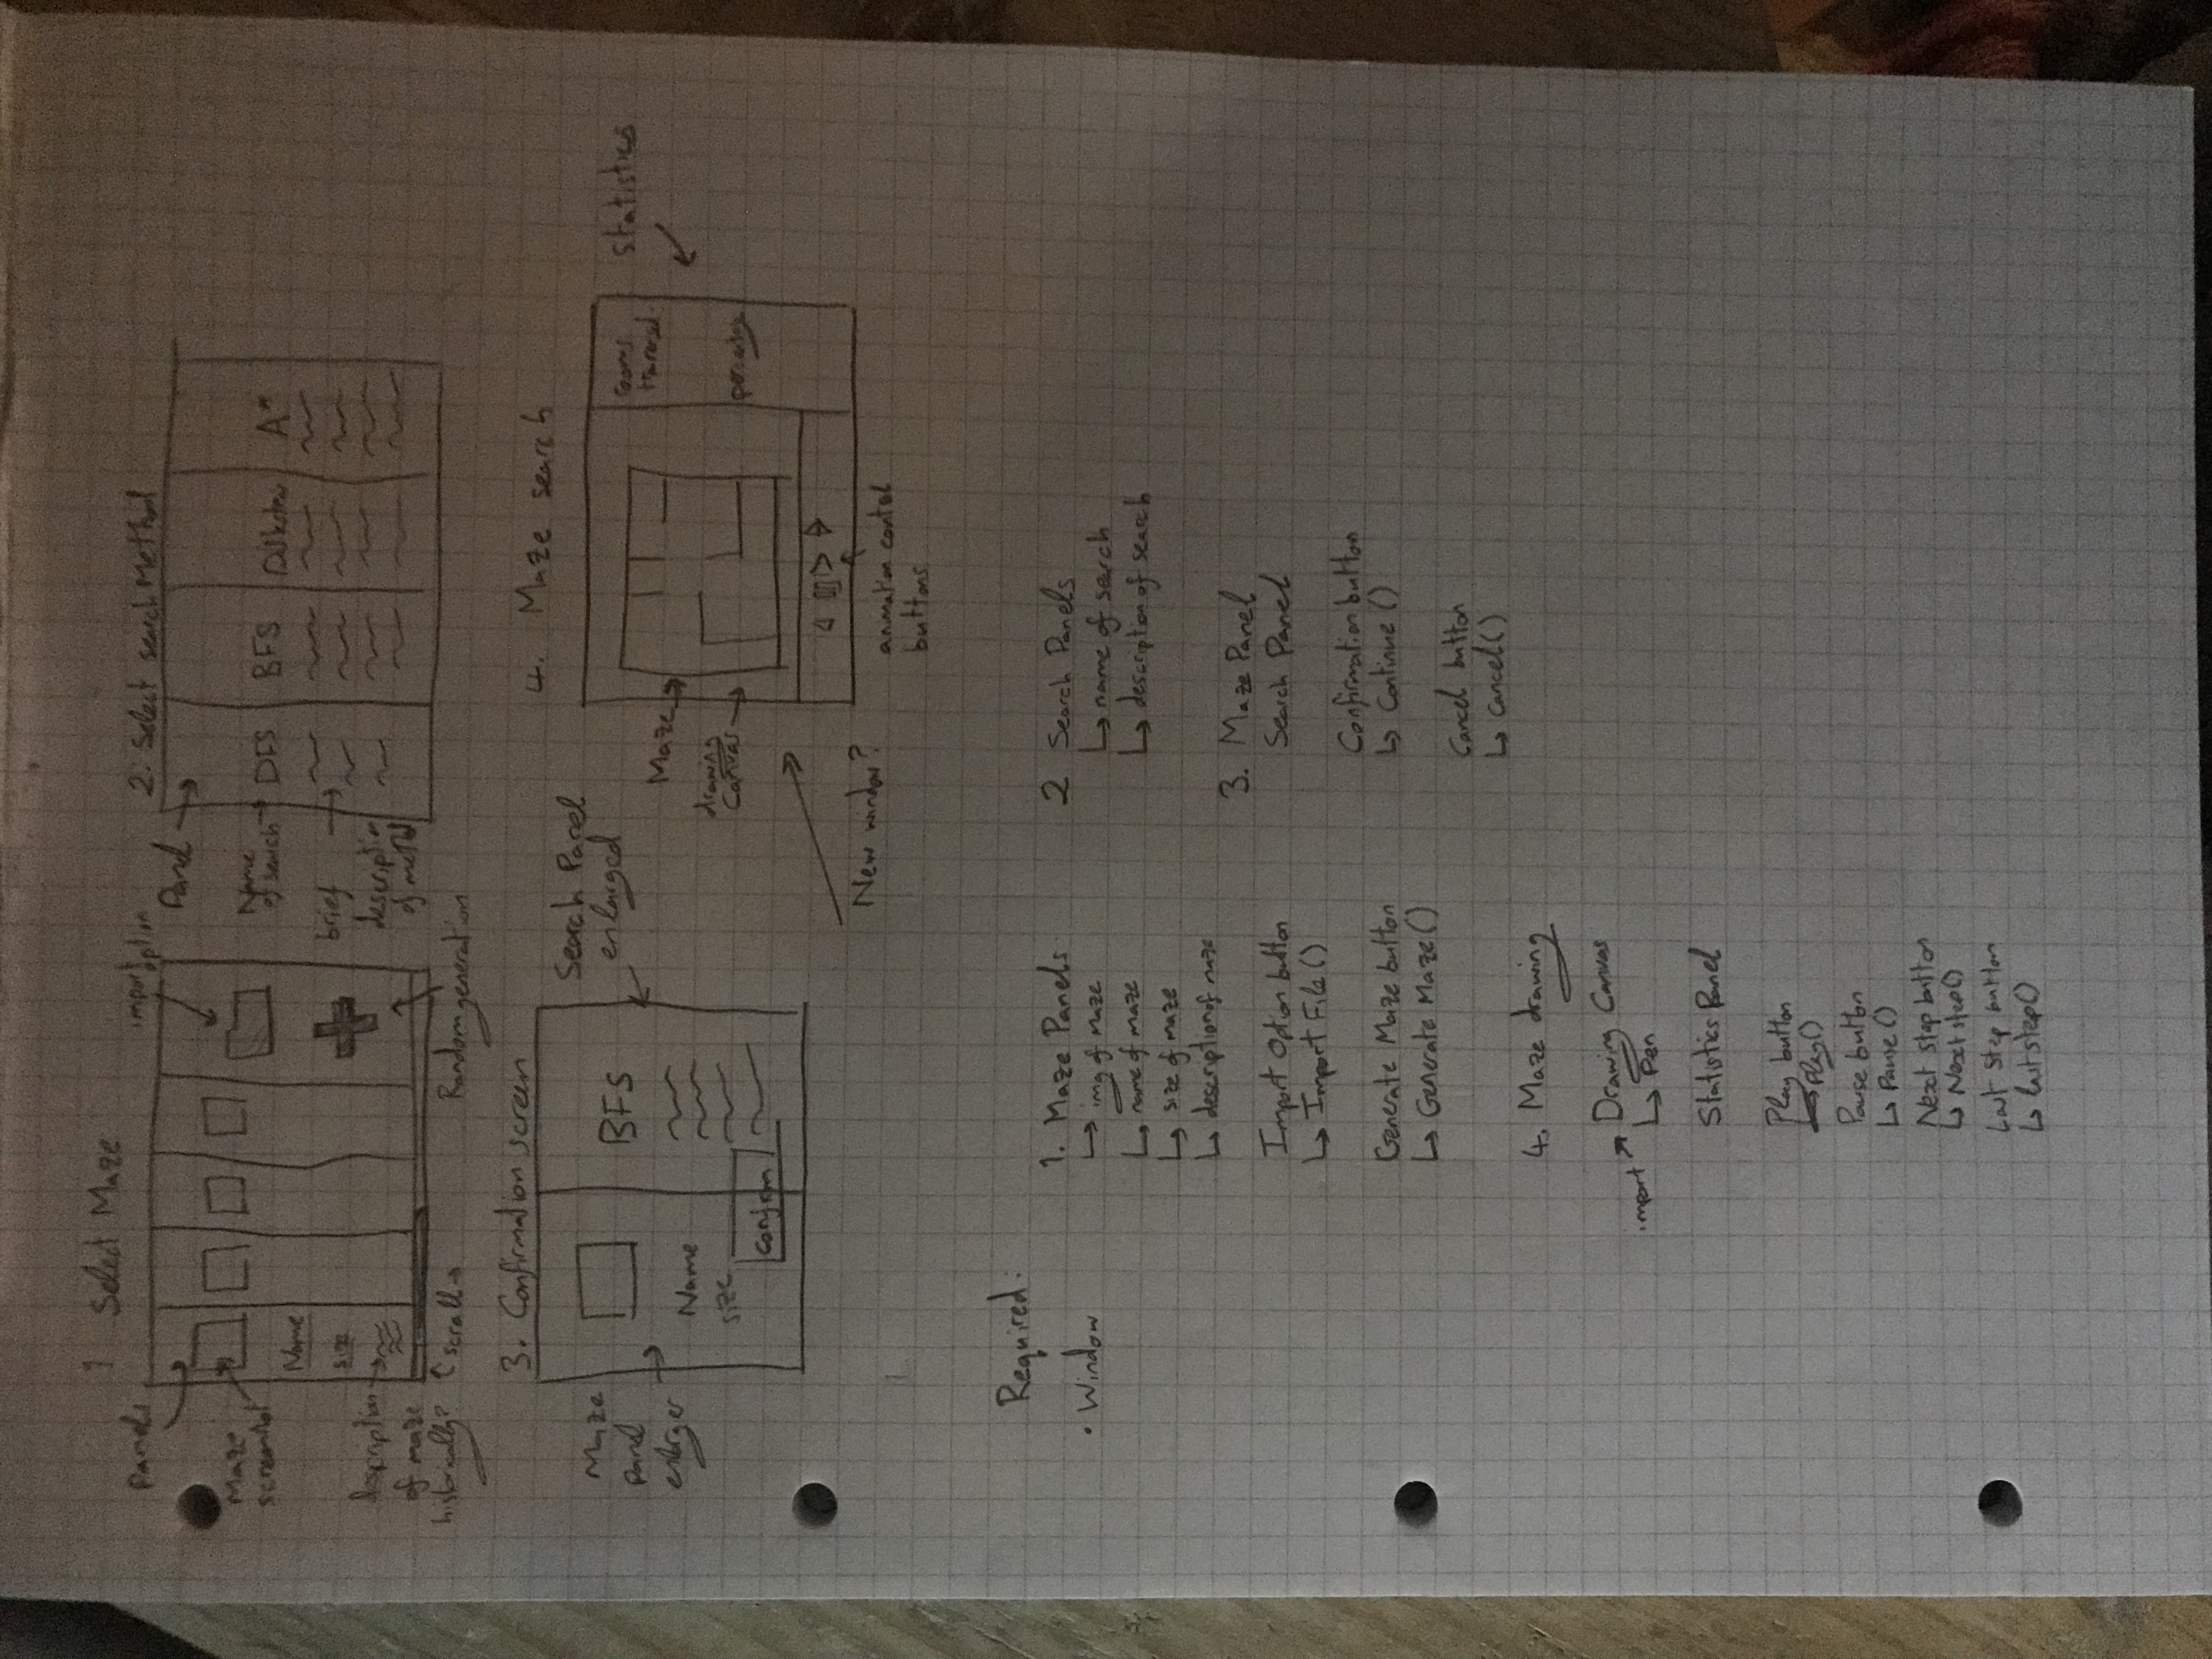 1 Select Maze
Panels
import option
Maze
screenshot
Name
size
description
of maze
historically?
scroll →
Random generation
2. Select search Method
Panel
Name
of search
DFS BFS Dijkstra A*
brief
description
of method
3. Confirmation screen
Maze
Panel
enlarger
Name
size
BFS
Confirm
Search Panel
enlarged
4. Maze search
Maze
drawing
Canvas
rooms
traversed
percentage
Statistics
New window?
animation control
buttons
Required:
• Window
1. Maze Panels
↳ img of maze
↳ name of maze
↳ size of maze
↳ description of maze
Import Option button
↳ Import File ()
Generate Maze button
↳ Generate Maze ()
2 Search Panels
↳ name of search
↳ description of search
3. Maze Panel
Search Panel
Confirmation button
↳ Continue ()
Cancel button
↳ cancel()
4. Maze drawing
import → Drawing Canvas
↳ Pen
Statistics Panel
Play button
→ play()
Pause button
↳ Pause ()
Next step button
↳ Next step()
Last Step button
↳ last step()